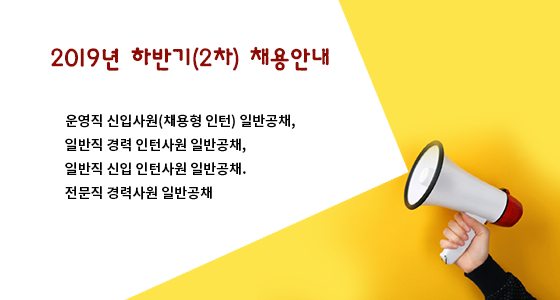 2019년 하반기(2차) 채용안내
운영직 신입사원(채용형 인턴) 일반공채,
일반직 경력 인턴사원 일반공채,
일반직 신입 인턴사원 일반공채.
전문직 경력사원 일반공채